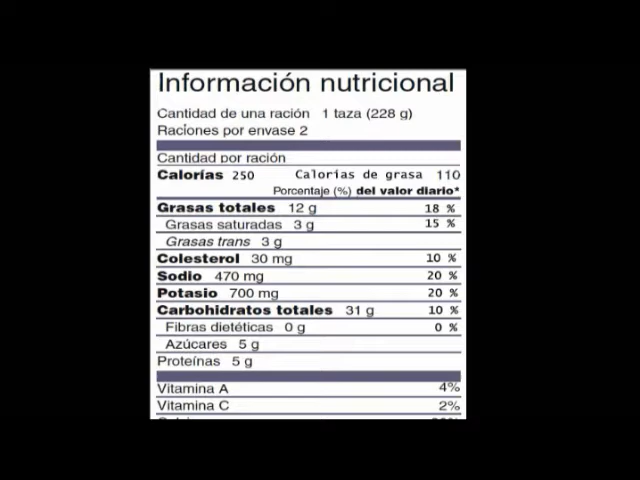 Información nutricional
Cantidad de una ración 1 taza (228 g)
Raciones por envase 2
Cantidad por ración
Calorías 250 Calorías de grasa 110
Porcentaje (%) del valor diario*
Grasas totales 12 g 18 %
Grasas saturadas 3 g 15 %
Grasas trans 3 g
Colesterol 30 mg 10 %
Sodio 470 mg 20 %
Potasio 700 mg 20 %
Carbohidratos totales 31 g 10 %
Fibras dietéticas 0 g 0 %
Azúcares 5 g
Proteínas 5 g
Vitamina A 4%
Vitamina C 2%